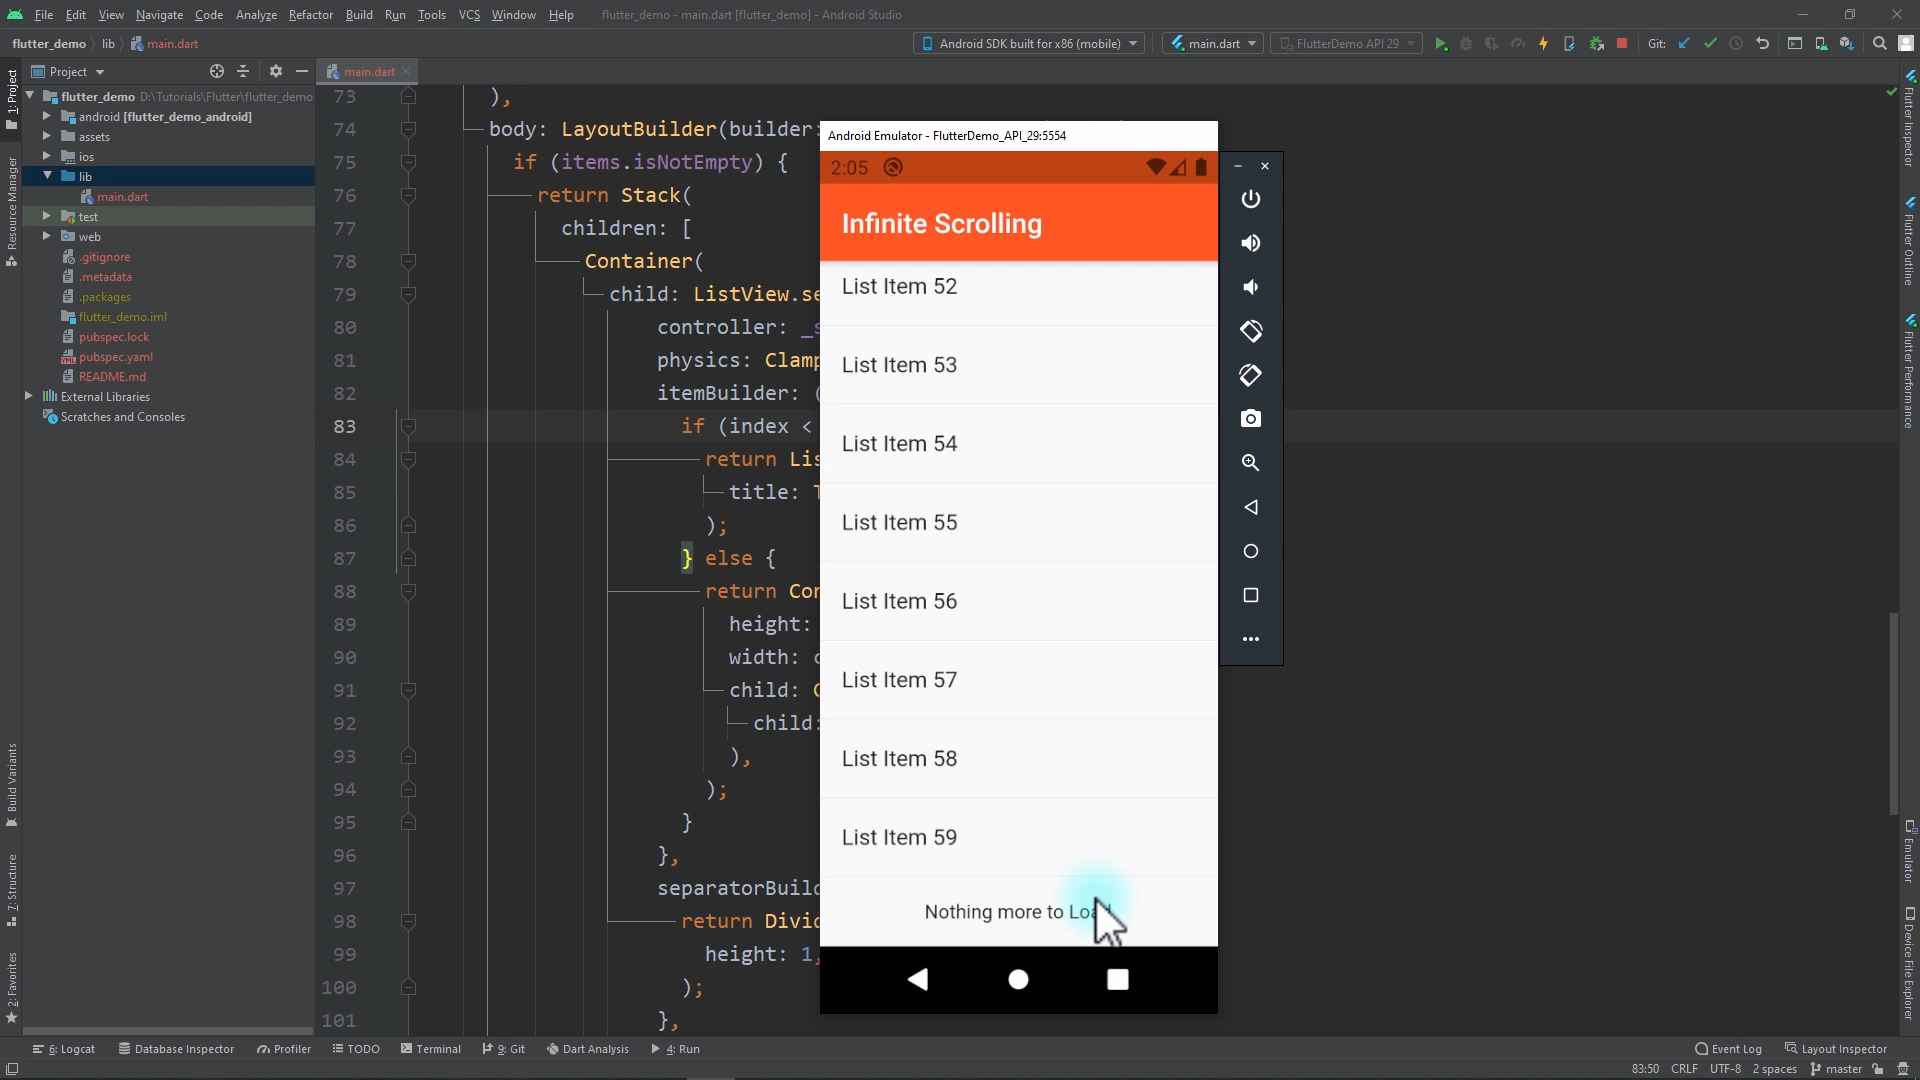 File Edit View Navigate Code Analyze Refactor Build Run Tools VCS Window Help flutter_demo - main.dart [flutter_demo] - Android Studio
flutter_demo lib main.dart Android SDK built for x86 (mobile) main.dart FlutterDemo API 29 Git:
Project main.dart
flutter_demo D:\Tutorials\Flutter\flutter_demo
android [flutter_demo_android]
assets
ios
lib
main.dart
test
web
.gitignore
.metadata
.packages
flutter_demo.iml
pubspec.lock
pubspec.yaml
README.md
External Libraries
Scratches and Consoles
1: Project
Resource Manager
Build Variants
7: Structure
2: Favorites
73 ),
74 body: LayoutBuilder(builder:
75 if (items.isNotEmpty) {
76 return Stack(
77 children: [
78 Container(
79 child: ListView.se
80 controller: _s
81 physics: Clamp
82 itemBuilder: (
83 if (index <
84 return Lis
85 title: T
86 );
87 } else {
88 return Con
89 height:
90 width: c
91 child: C
92 child:
93 ),
94 );
95 }
96 },
97 separatorBuild
98 return Divid
99 height: 1,
100 );
101 },
Android Emulator - FlutterDemo_API_29:5554
2:05
Infinite Scrolling
List Item 52
List Item 53
List Item 54
List Item 55
List Item 56
List Item 57
List Item 58
List Item 59
Nothing more to Load
Flutter Inspector
Flutter Outline
Flutter Performance
Emulator
Device File Explorer
6: Logcat Database Inspector Profiler TODO Terminal 9: Git Dart Analysis 4: Run Event Log Layout Inspector
83:50 CRLF UTF-8 2 spaces master